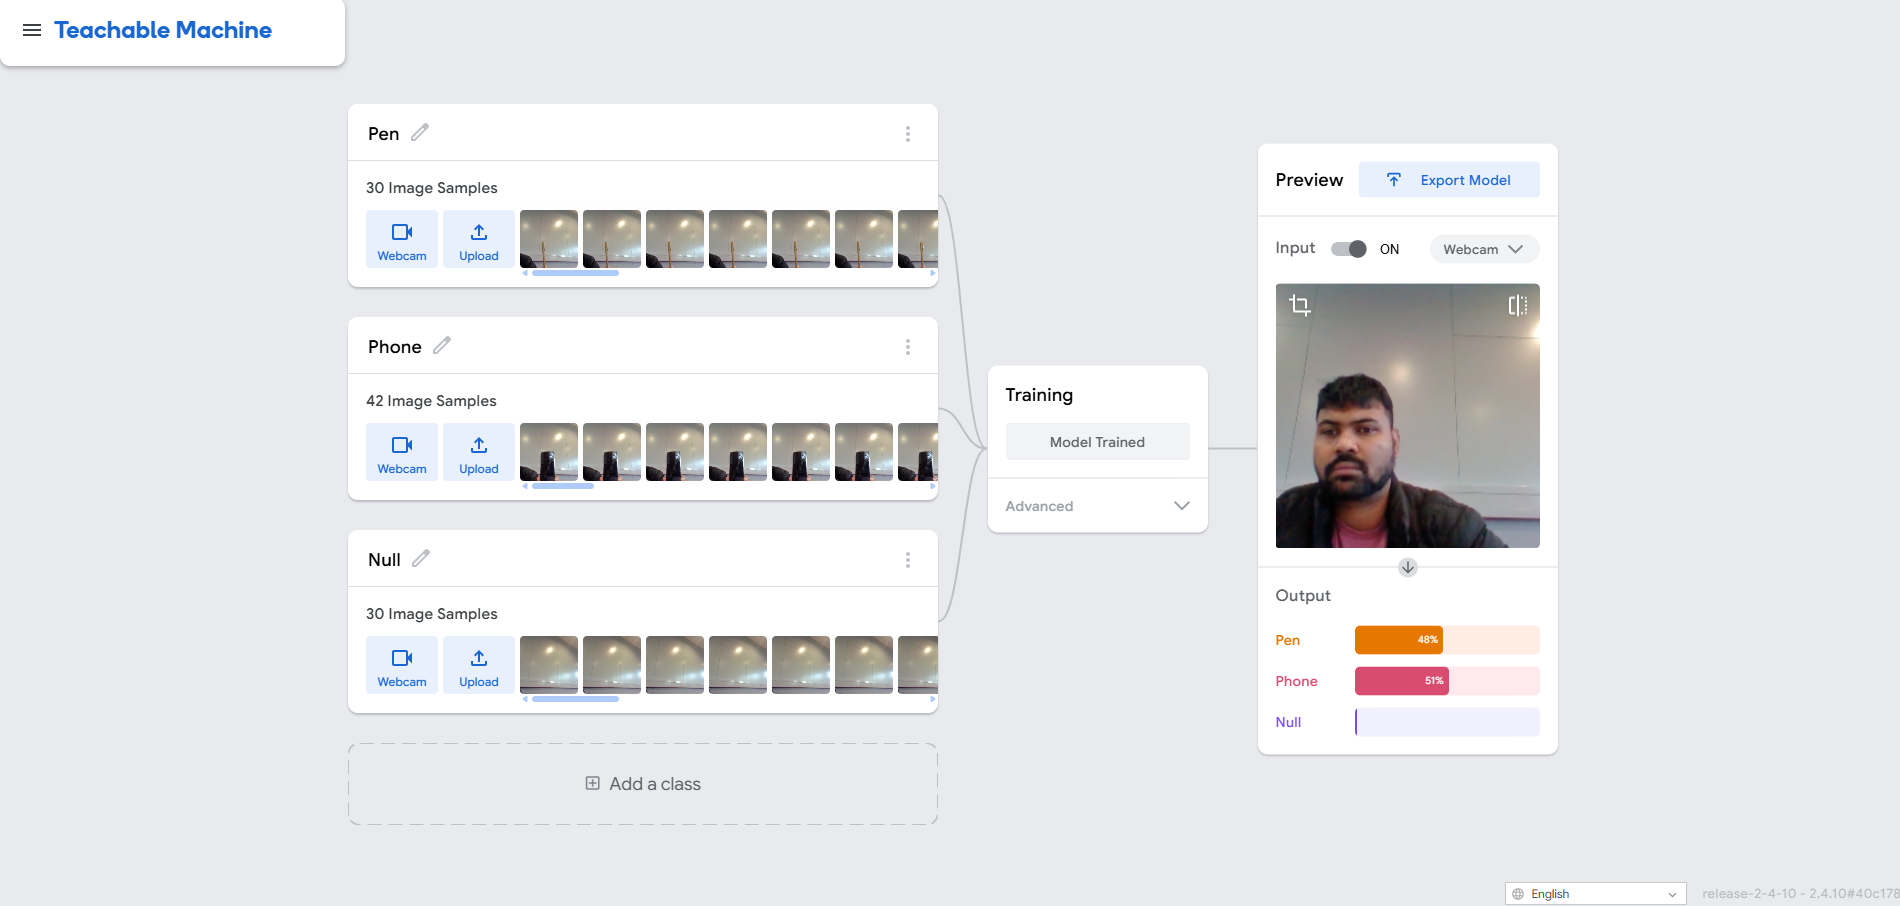 Teachable Machine
Pen
30 Image Samples
Webcam
Upload
Phone
42 Image Samples
Webcam
Upload
Null
30 Image Samples
Webcam
Upload
Add a class
Training
Model Trained
Advanced
Preview
Export Model
Input
ON
Webcam
Output
Pen
48%
Phone
51%
Null
English
release-2-4-10 - 2.4.10#40c178